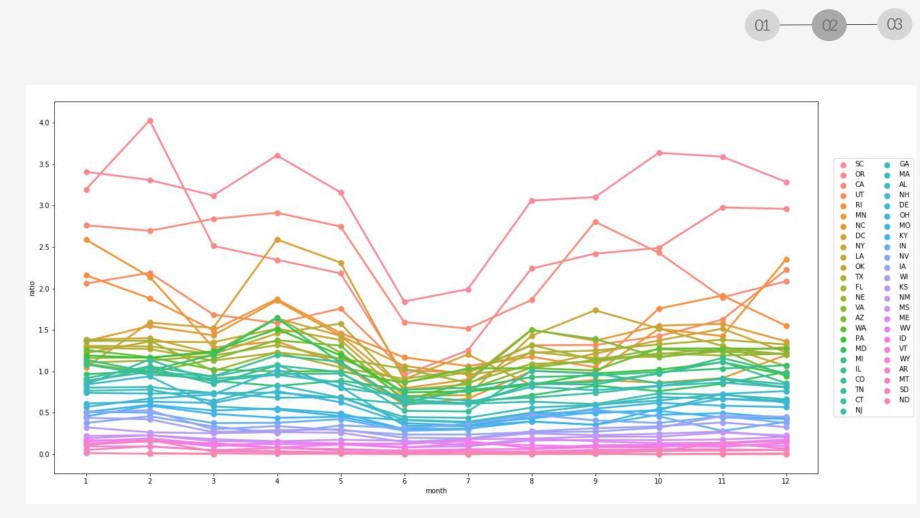 01 02 03
4.0
3.5
3.0
2.5
2.0
1.5
1.0
0.5
0.0
ratio
1 2 3 4 5 6 7 8 9 10 11 12
month
SC
OR
CA
UT
RI
MN
NC
DC
NY
LA
OK
TX
FL
NE
VA
AZ
WA
PA
MD
MI
IL
CO
TN
CT
NJ
GA
MA
AL
NH
DE
OH
MO
KY
IN
NV
IA
WI
KS
NM
MS
ME
WV
ID
VT
WY
AR
MT
SD
ND